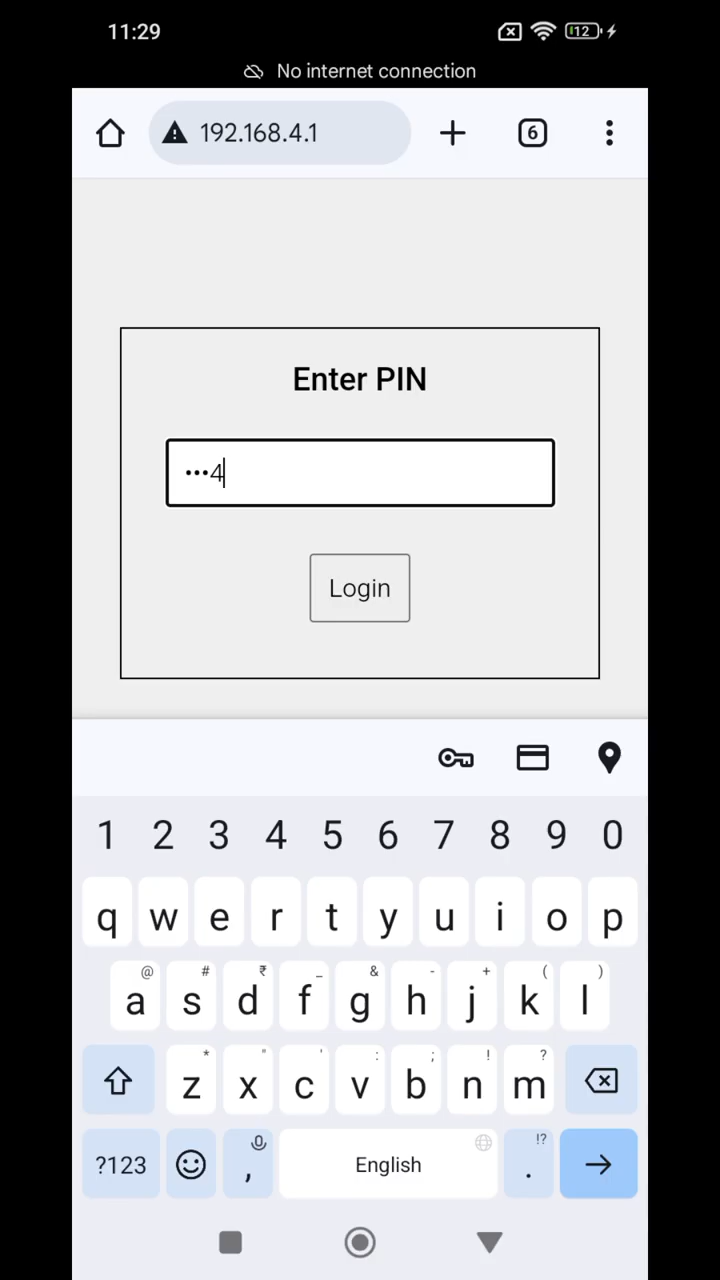 11:29
12
No internet connection
192.168.4.1
6
Enter PIN
•••4
Login
1 2 3 4 5 6 7 8 9 0
q w e r t y u i o p
@ # ₹ _ & - + ( )
a s d f g h j k l
* " ' : ; ! ?
z x c v b n m
!?
?123 , English .